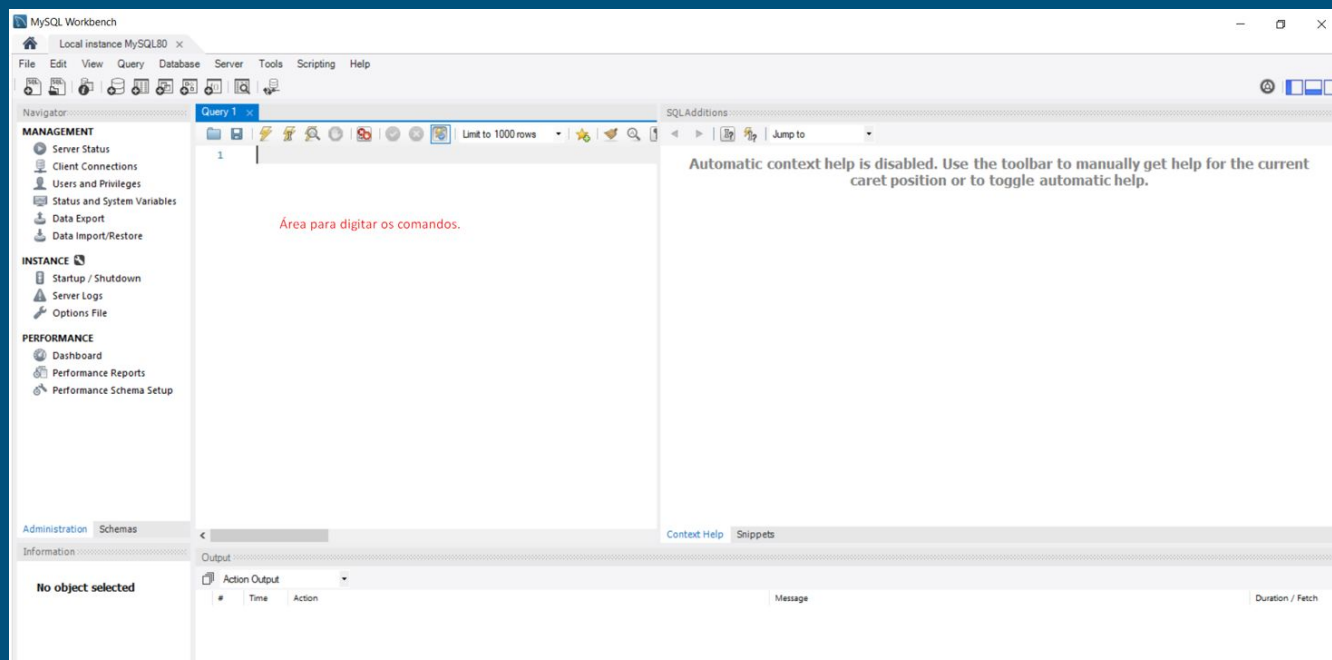 MySQL Workbench
Local instance MySQL80
File Edit View Query Database Server Tools Scripting Help
Navigator
MANAGEMENT
Server Status
Client Connections
Users and Privileges
Status and System Variables
Data Export
Data Import/Restore
INSTANCE
Startup / Shutdown
Server Logs
Options File
PERFORMANCE
Dashboard
Performance Reports
Performance Schema Setup
Administration Schemas
Information
No object selected
Query 1
Limit to 1000 rows
1
Área para digitar os comandos.
SQLAdditions
Jump to
Automatic context help is disabled. Use the toolbar to manually get help for the current
caret position or to toggle automatic help.
Context Help Snippets
Output
Action Output
# Time Action Message Duration / Fetch